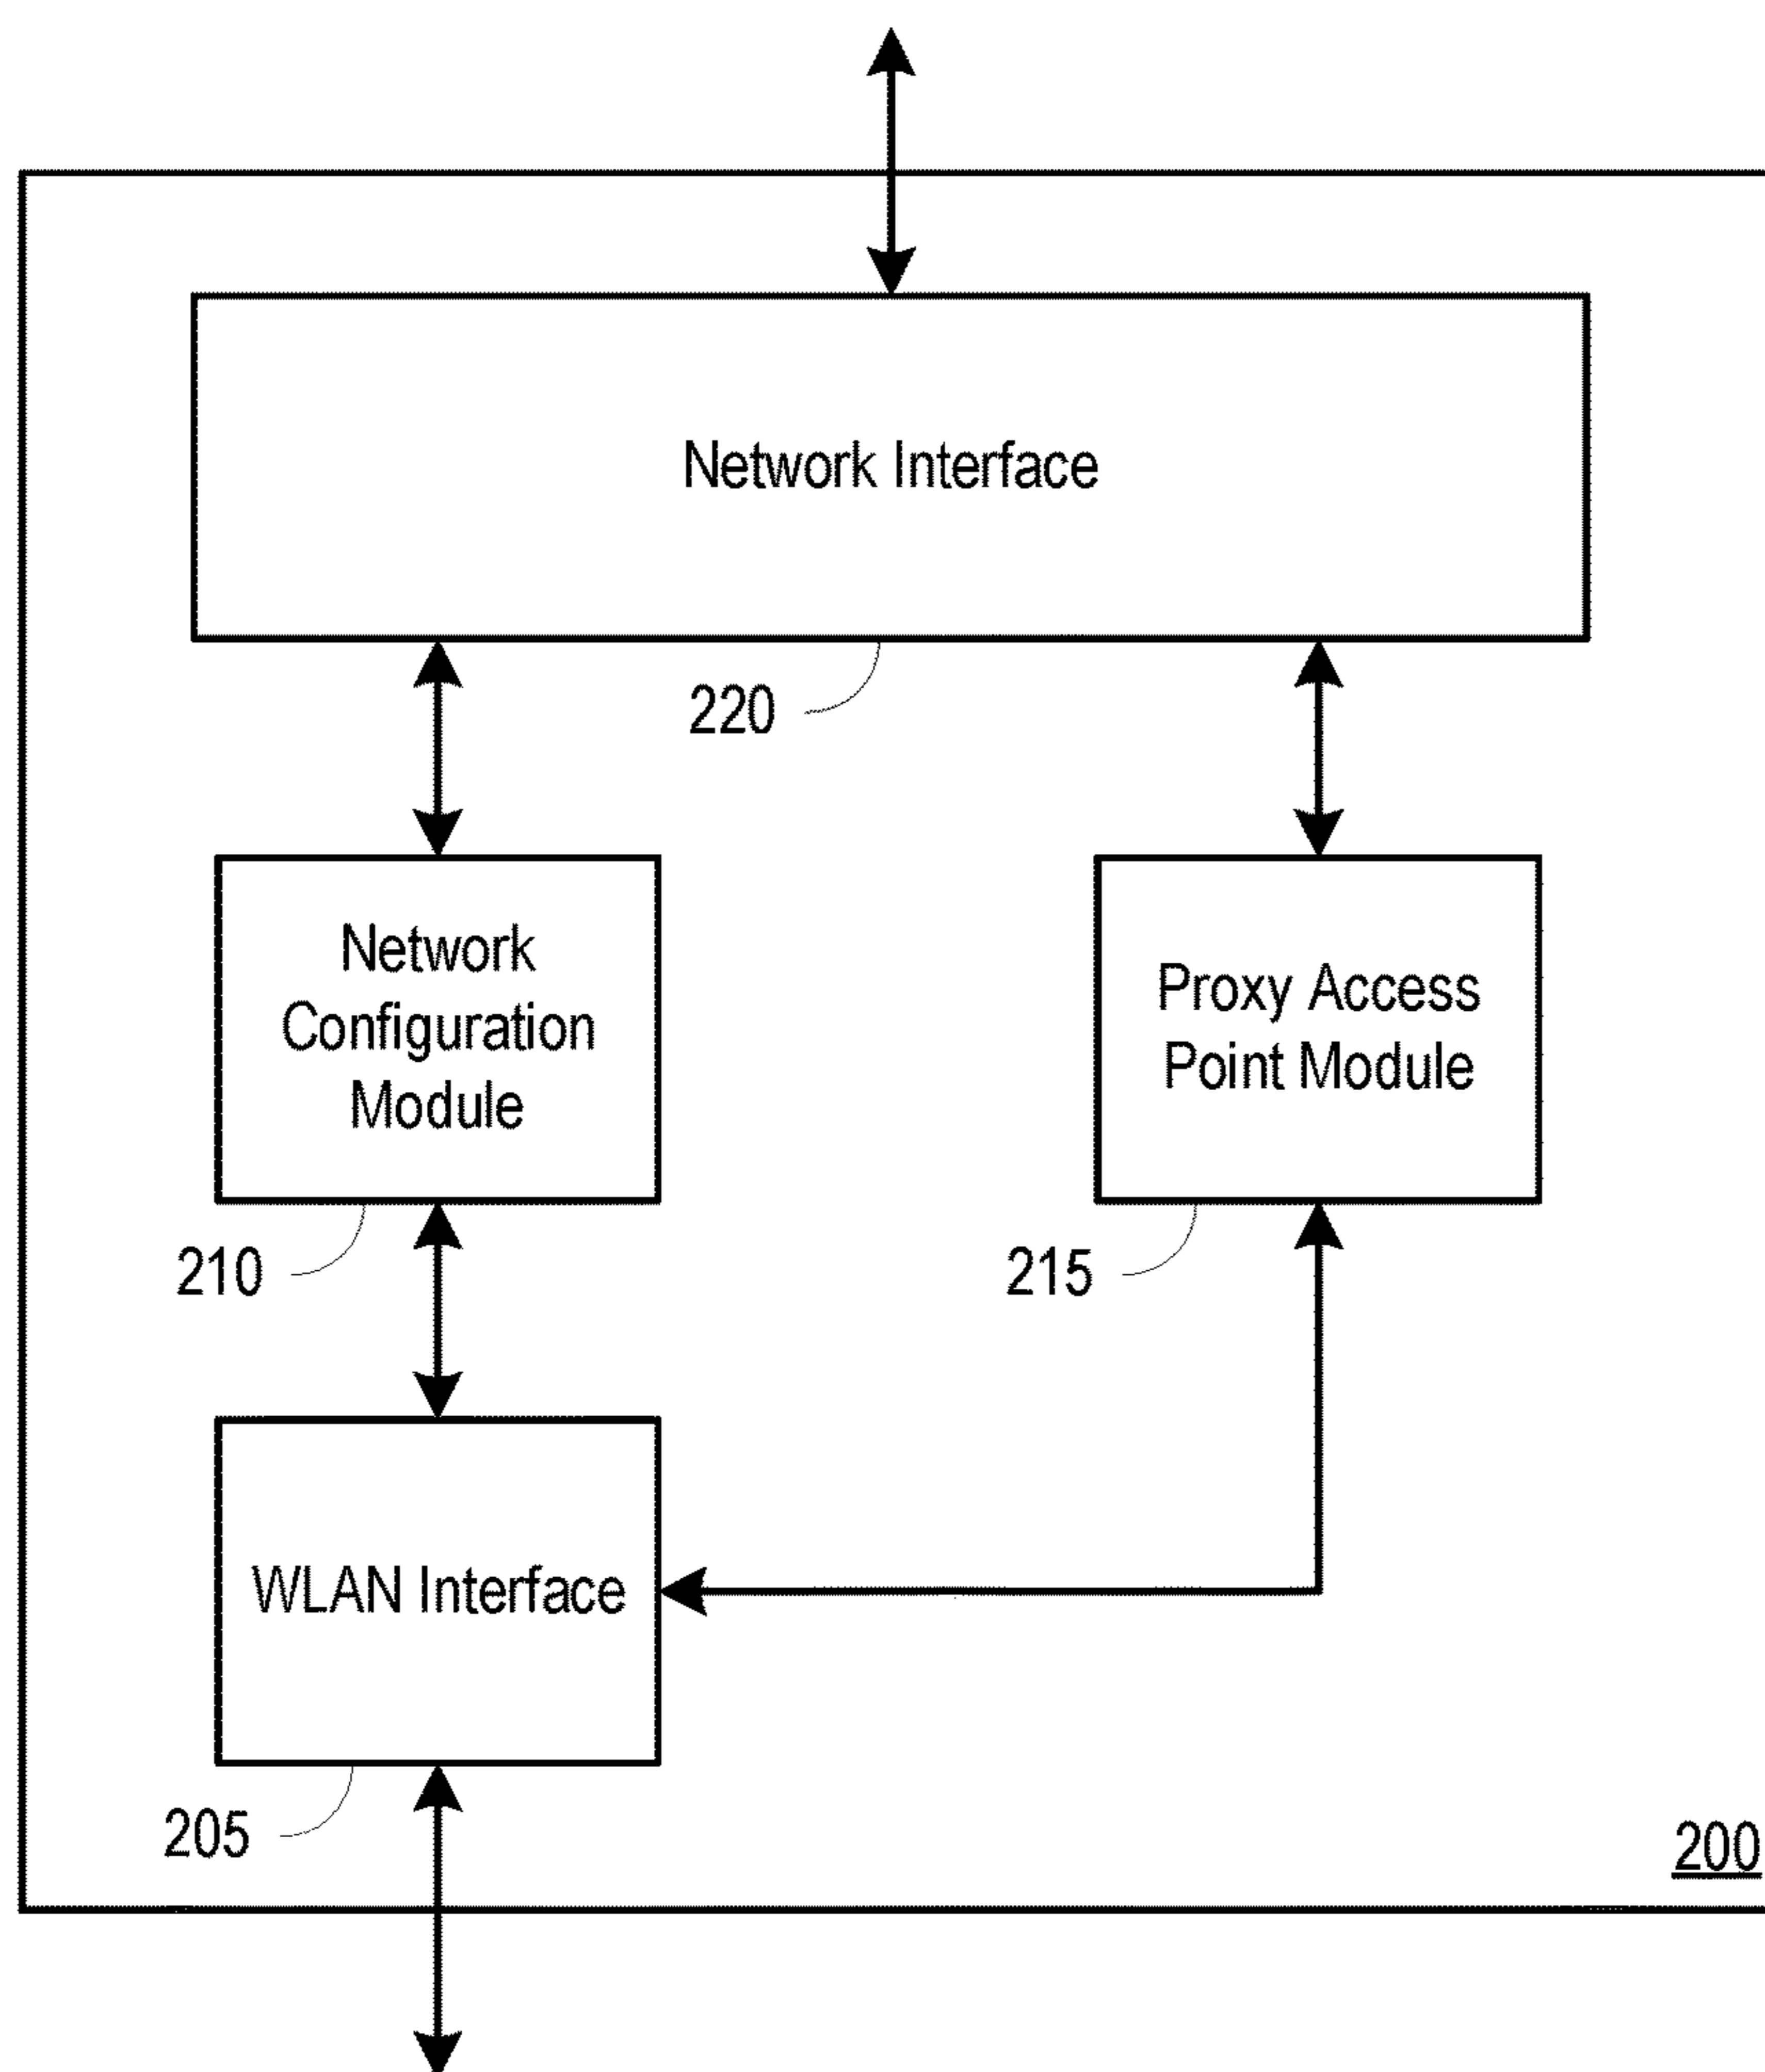 Network Interface
220
Network
Configuration
Module
Proxy Access
Point Module
210
215
WLAN Interface
205
200